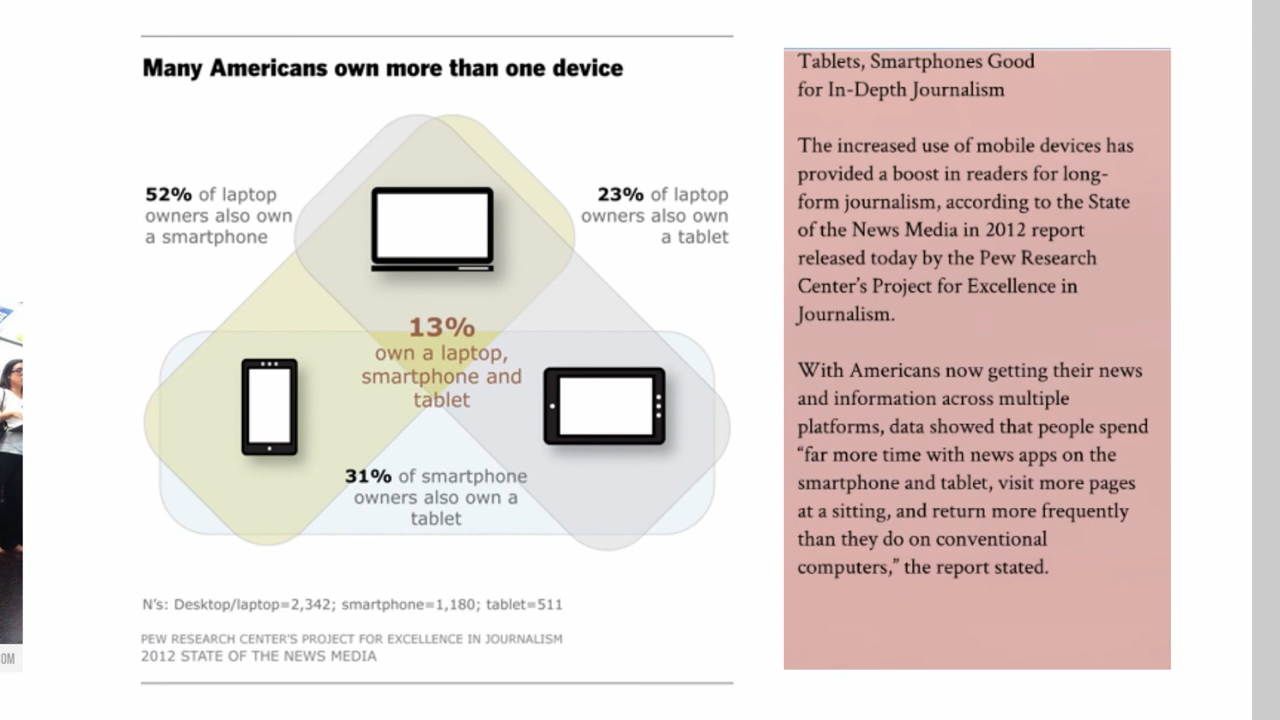 Many Americans own more than one device
52% of laptop
owners also own
a smartphone
23% of laptop
owners also own
a tablet
13%
own a laptop,
smartphone and
tablet
31% of smartphone
owners also own a
tablet
N's: Desktop/laptop=2,342; smartphone=1,180; tablet=511
PEW RESEARCH CENTER'S PROJECT FOR EXCELLENCE IN JOURNALISM
2012 STATE OF THE NEWS MEDIA
Tablets, Smartphones Good
for In-Depth Journalism
The increased use of mobile devices has
provided a boost in readers for long-
form journalism, according to the State
of the News Media in 2012 report
released today by the Pew Research
Center’s Project for Excellence in
Journalism.
With Americans now getting their news
and information across multiple
platforms, data showed that people spend
“far more time with news apps on the
smartphone and tablet, visit more pages
at a sitting, and return more frequently
than they do on conventional
computers,” the report stated.